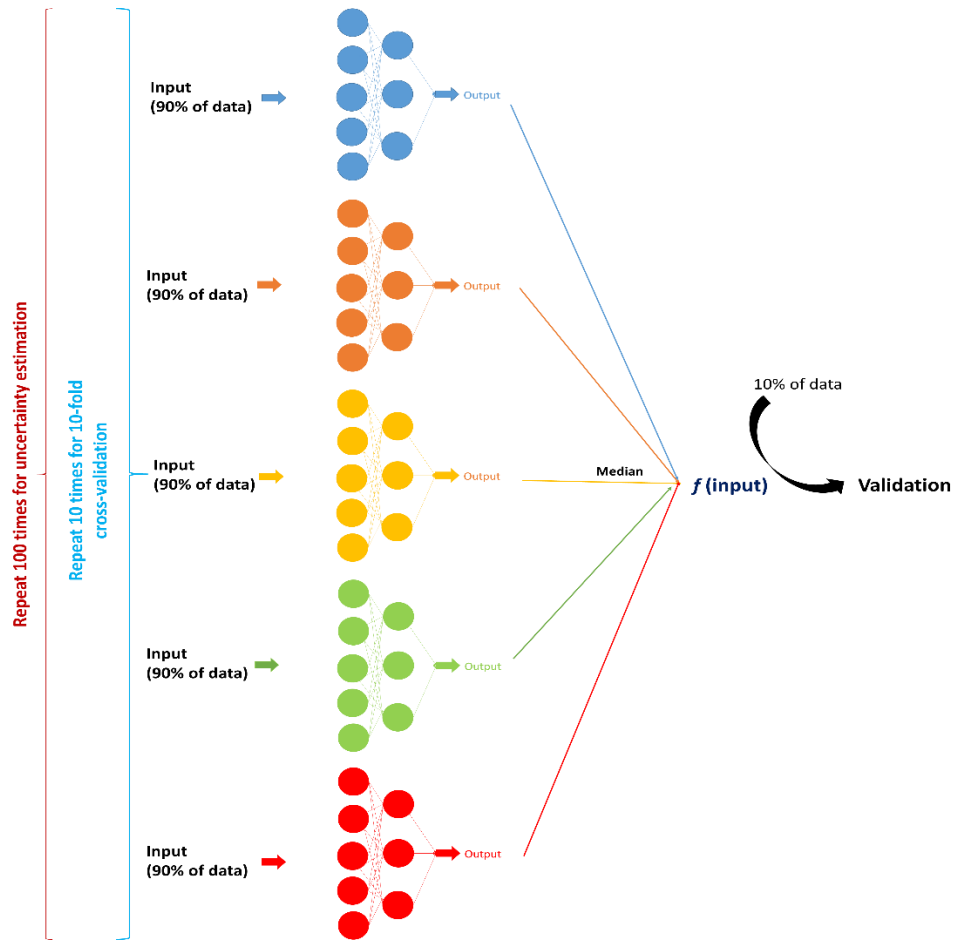 Repeat 100 times for uncertainty estimation
Repeat 10 times for 10-fold
cross-validation
Input
(90% of data)
Output
Input
(90% of data)
Output
Input
(90% of data)
Output
Input
(90% of data)
Output
Input
(90% of data)
Output
Median
f (input)
10% of data
Validation